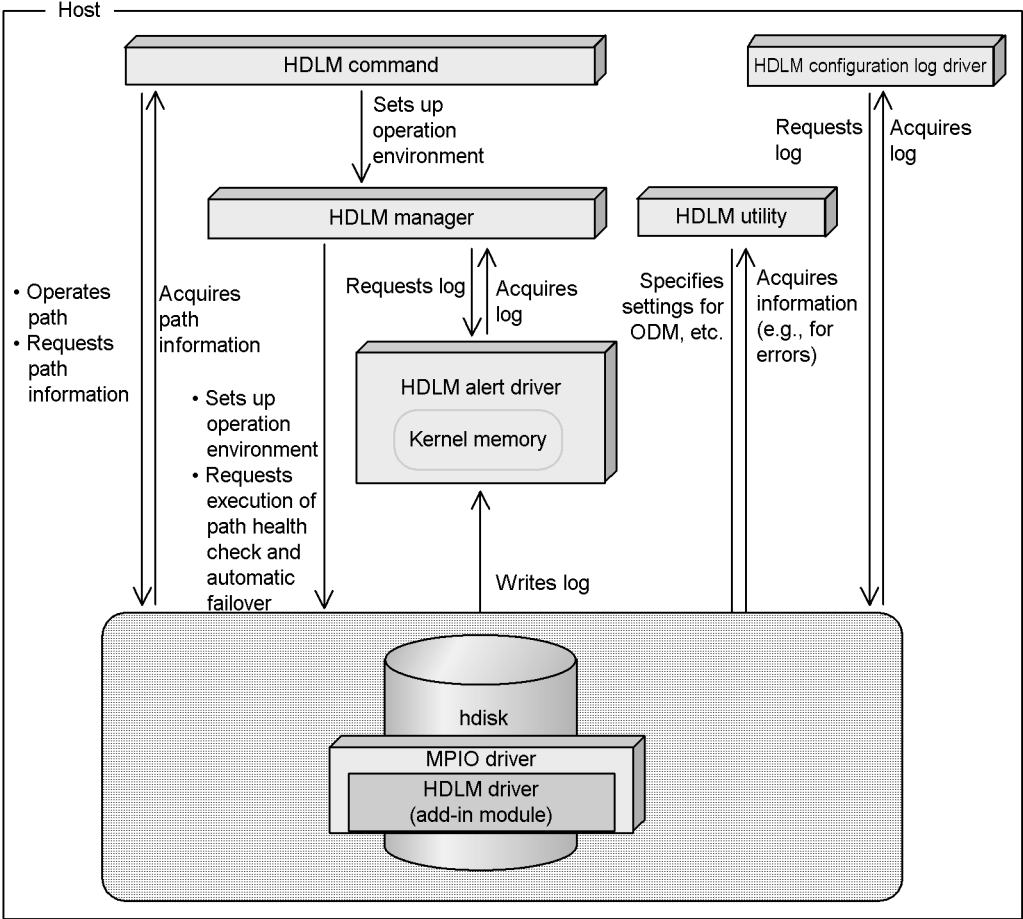 Host
HDLM command
HDLM configuration log driver
Sets up
operation
environment
Requests
log
Acquires
log
HDLM manager
HDLM utility
• Operates
path
• Requests
path
information
Acquires
path
information
Requests log
Acquires
log
Specifies
settings for
ODM, etc.
Acquires
information
(e.g., for
errors)
HDLM alert driver
Kernel memory
• Sets up
operation
environment
• Requests
execution of
path health
check and
automatic
failover
Writes log
hdisk
MPIO driver
HDLM driver
(add-in module)